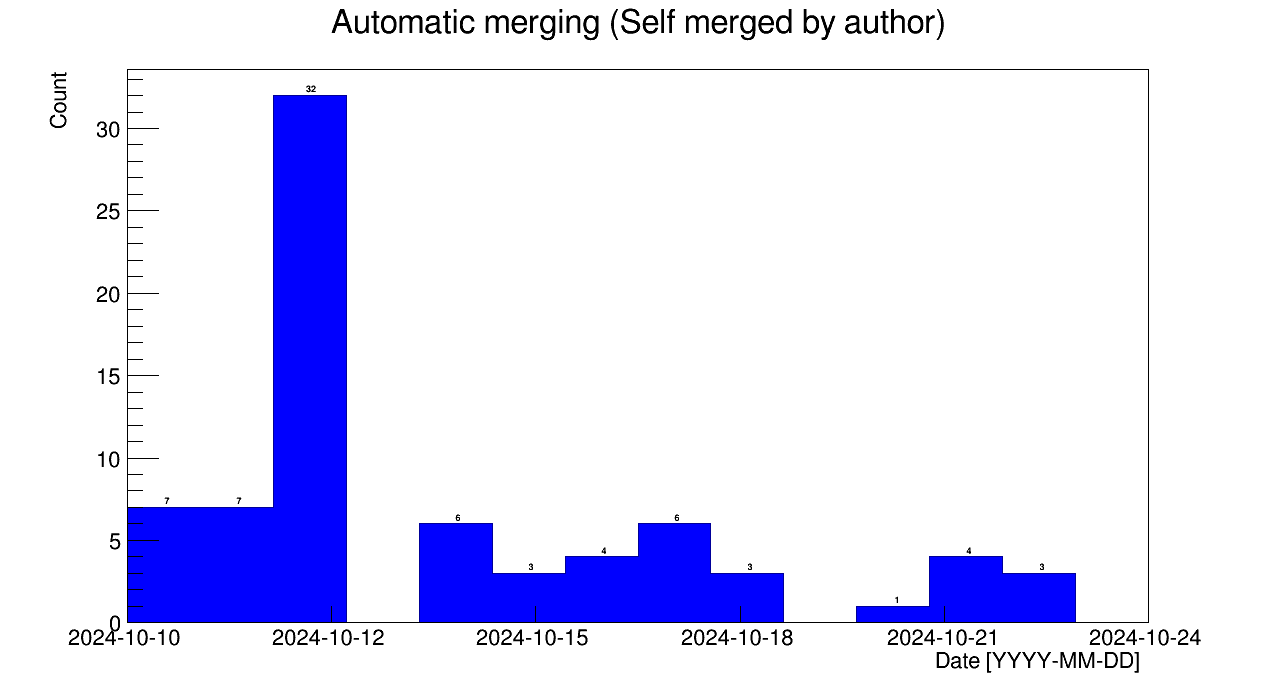 Automatic merging (Self merged by author)
Count
30
25
20
15
10
5
0
32
7 7
6 3 4 6 3
1 4 3
2024-10-10 2024-10-12 2024-10-15 2024-10-18 2024-10-21 2024-10-24
Date [YYYY-MM-DD]